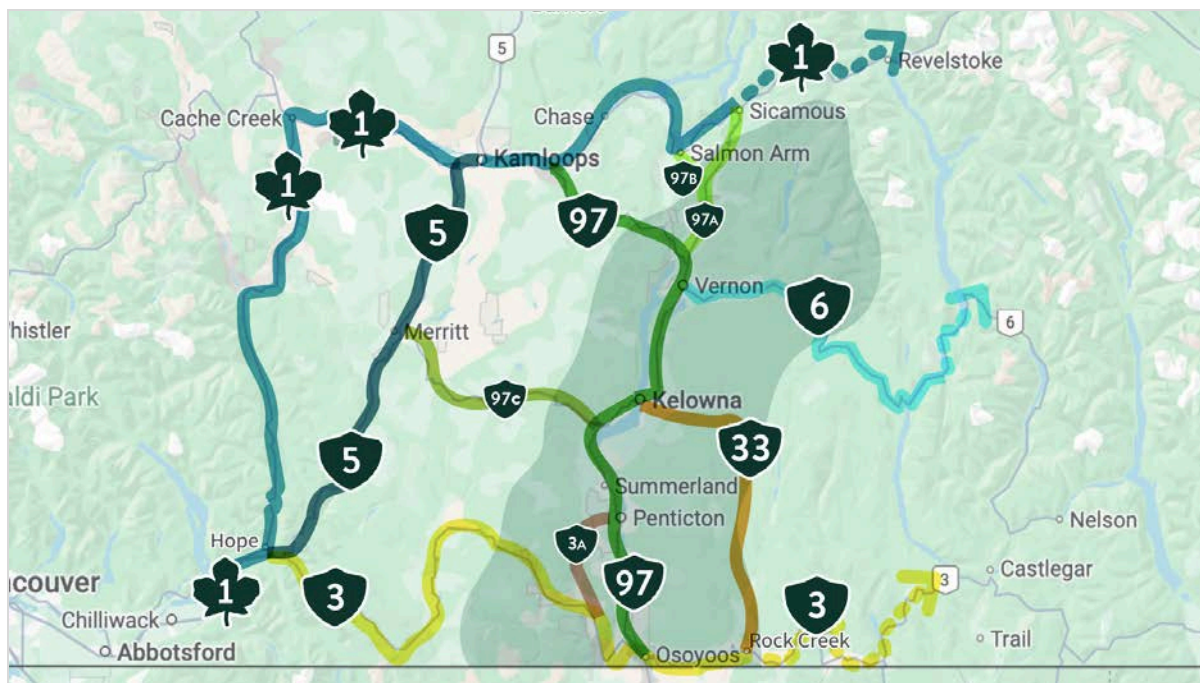 5
1
Revelstoke
Cache Creek
1
Chase
Sicamous
1
Kamloops
Salmon Arm
97B
97
97A
5
Vernon
6
6
Merritt
histler
aldi Park
97C
Kelowna
33
5
Summerland
Penticton
Nelson
3A
Hope
97
3
Castlegar
ncouver
1
3
3
Chilliwack
Rock Creek
Trail
Abbotsford
Osoyoos